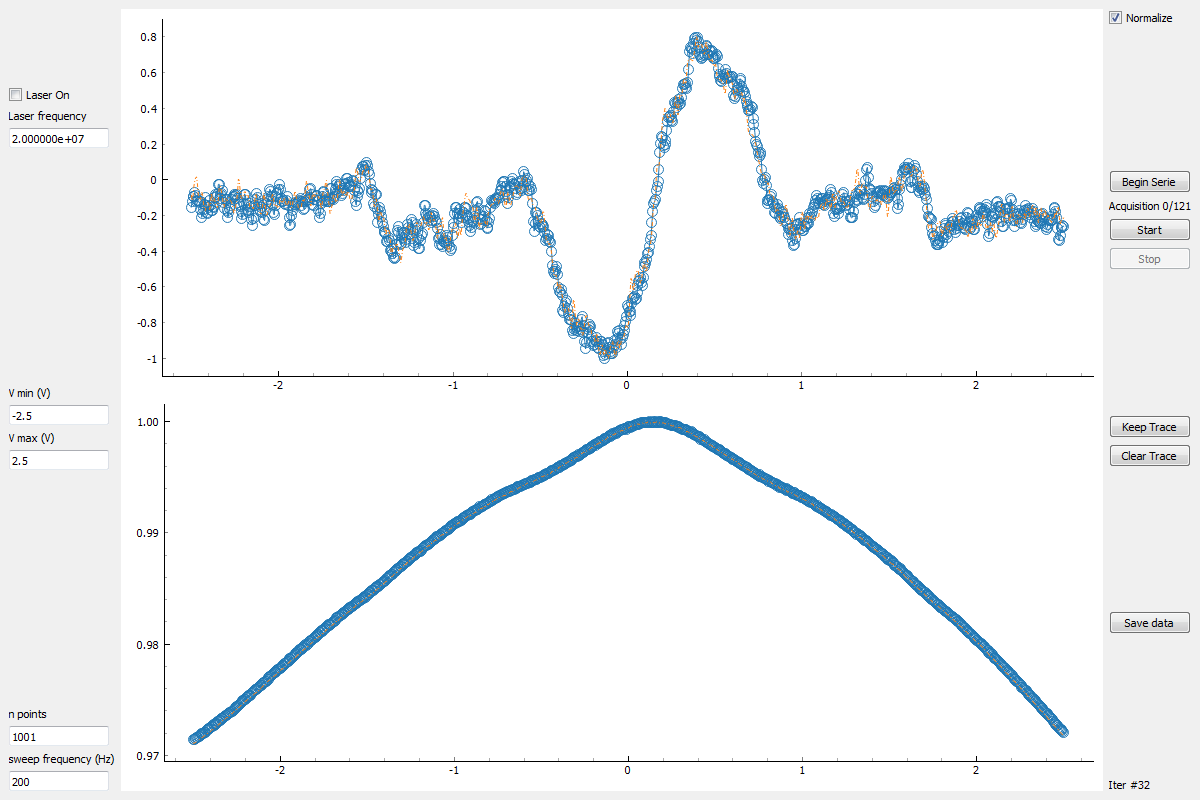 Normalize
0.8
0.6
0.4
0.2
0
-0.2
-0.4
-0.6
-0.8
-1
-2 -1 0 1 2
Laser On
Laser frequency
2.000000e+07
Begin Serie
Acquisition 0/121
Start
Stop
V min (V)
-2.5
V max (V)
2.5
1.00
0.99
0.98
0.97
-2 -1 0 1 2
Keep Trace
Clear Trace
Save data
n points
1001
sweep frequency (Hz)
200
Iter #32